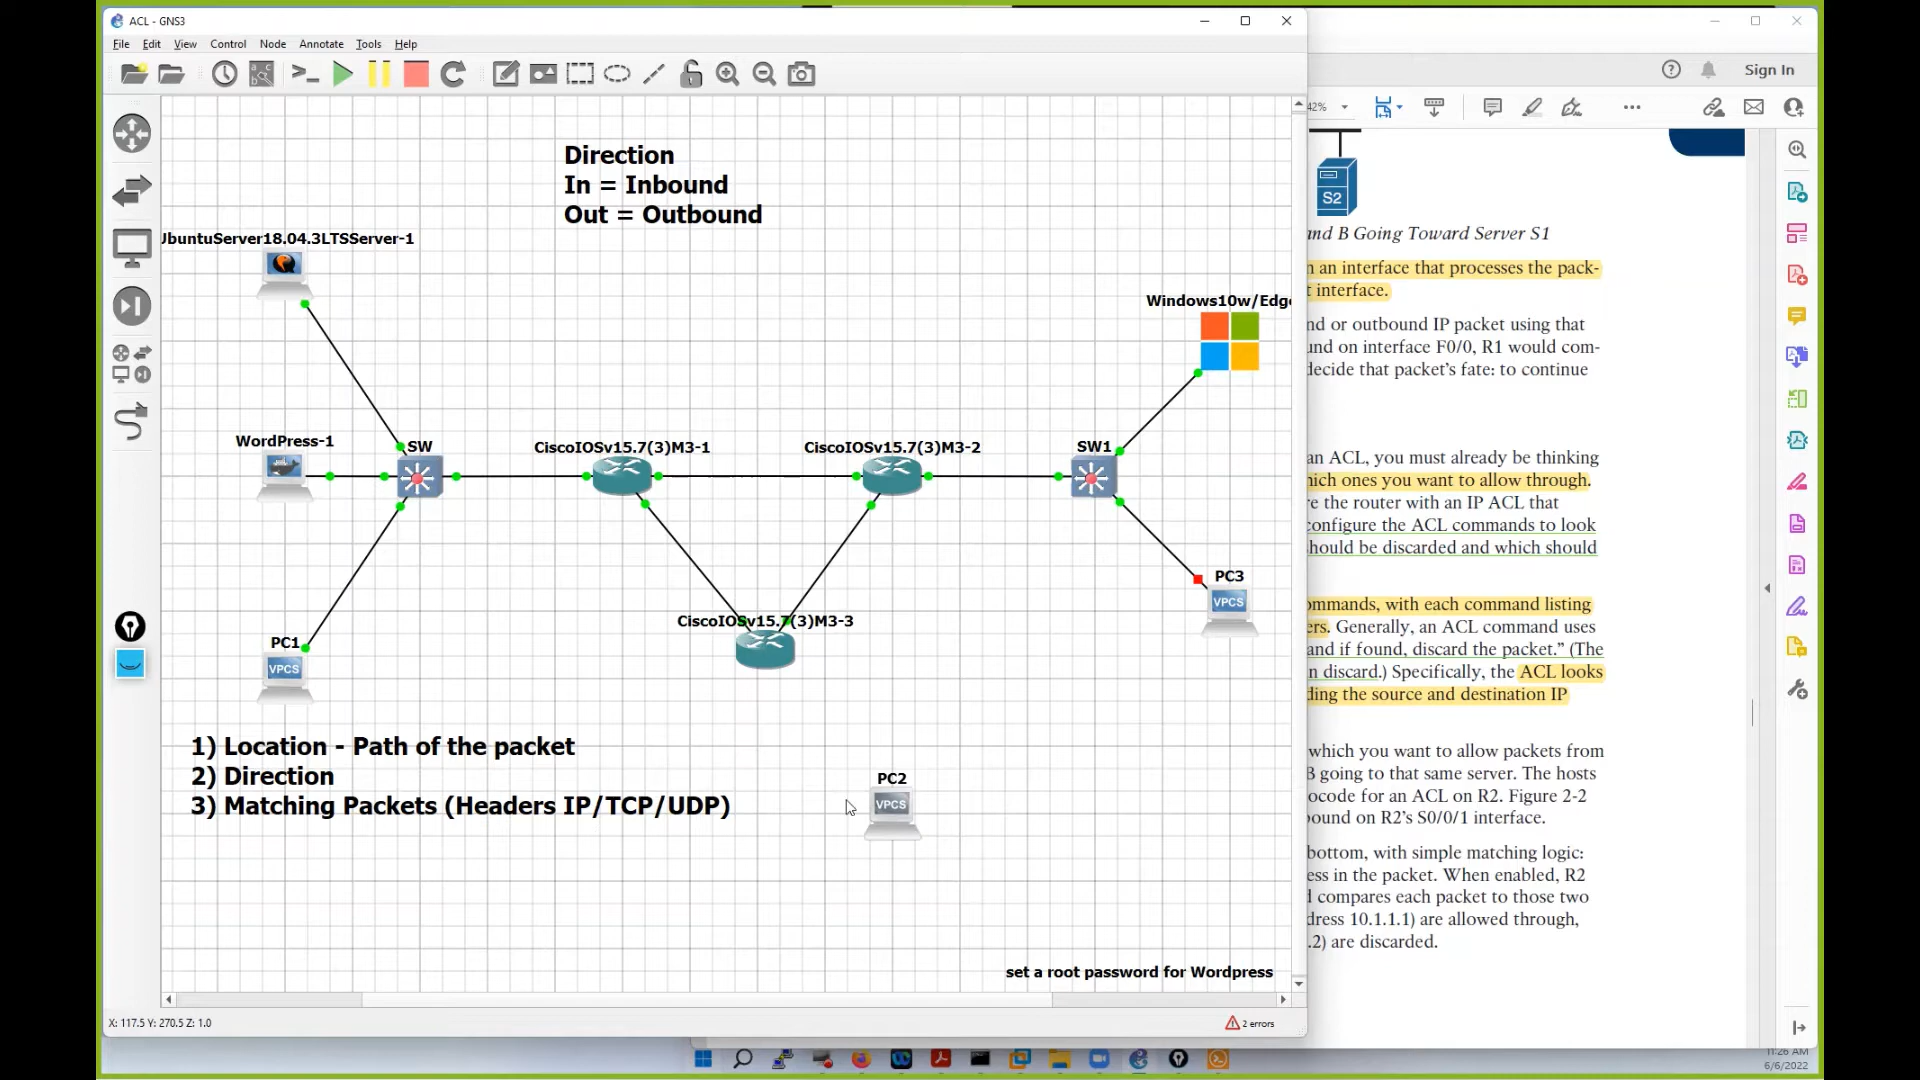 ACL - GNS3
File Edit View Control Node Annotate Tools Help
Direction
In = Inbound
Out = Outbound
UbuntuServer18.04.3LTSServer-1
WordPress-1
SW
CiscoIOSv15.7(3)M3-1
CiscoIOSv15.7(3)M3-2
SW1
Windows10w/Edge
CiscoIOSv15.7(3)M3-3
PC3
VPCS
PC1
VPCS
1) Location - Path of the packet
2) Direction
3) Matching Packets (Headers IP/TCP/UDP)
PC2
VPCS
set a root password for Wordpress
X: 117.5 Y: 270.5 Z: 1.0
2 errors
Sign In
42%
S2
and B Going Toward Server S1
n an interface that processes the pack-
t interface.
nd or outbound IP packet using that
und on interface F0/0, R1 would com-
decide that packet's fate: to continue
an ACL, you must already be thinking
hich ones you want to allow through.
re the router with an IP ACL that
configure the ACL commands to look
hould be discarded and which should
ommands, with each command listing
ers. Generally, an ACL command uses
and if found, discard the packet.” (The
n discard.) Specifically, the ACL looks
ding the source and destination IP
which you want to allow packets from
B going to that same server. The hosts
ocode for an ACL on R2. Figure 2-2
ound on R2's S0/0/1 interface.
bottom, with simple matching logic:
ess in the packet. When enabled, R2
d compares each packet to those two
dress 10.1.1.1) are allowed through,
.2) are discarded.
11:26 AM
6/6/2022